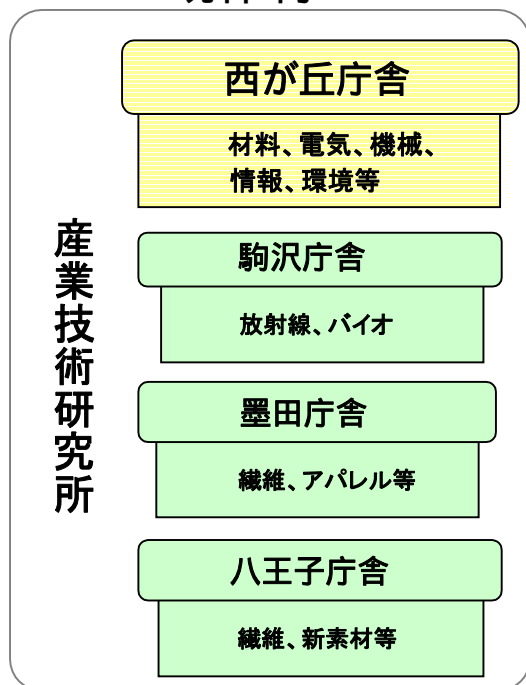 産業技術研究所
西が丘庁舎
材料、電気、機械、
情報、環境等
駒沢庁舎
放射線、バイオ
墨田庁舎
繊維、アパレル等
八王子庁舎
繊維、新素材等